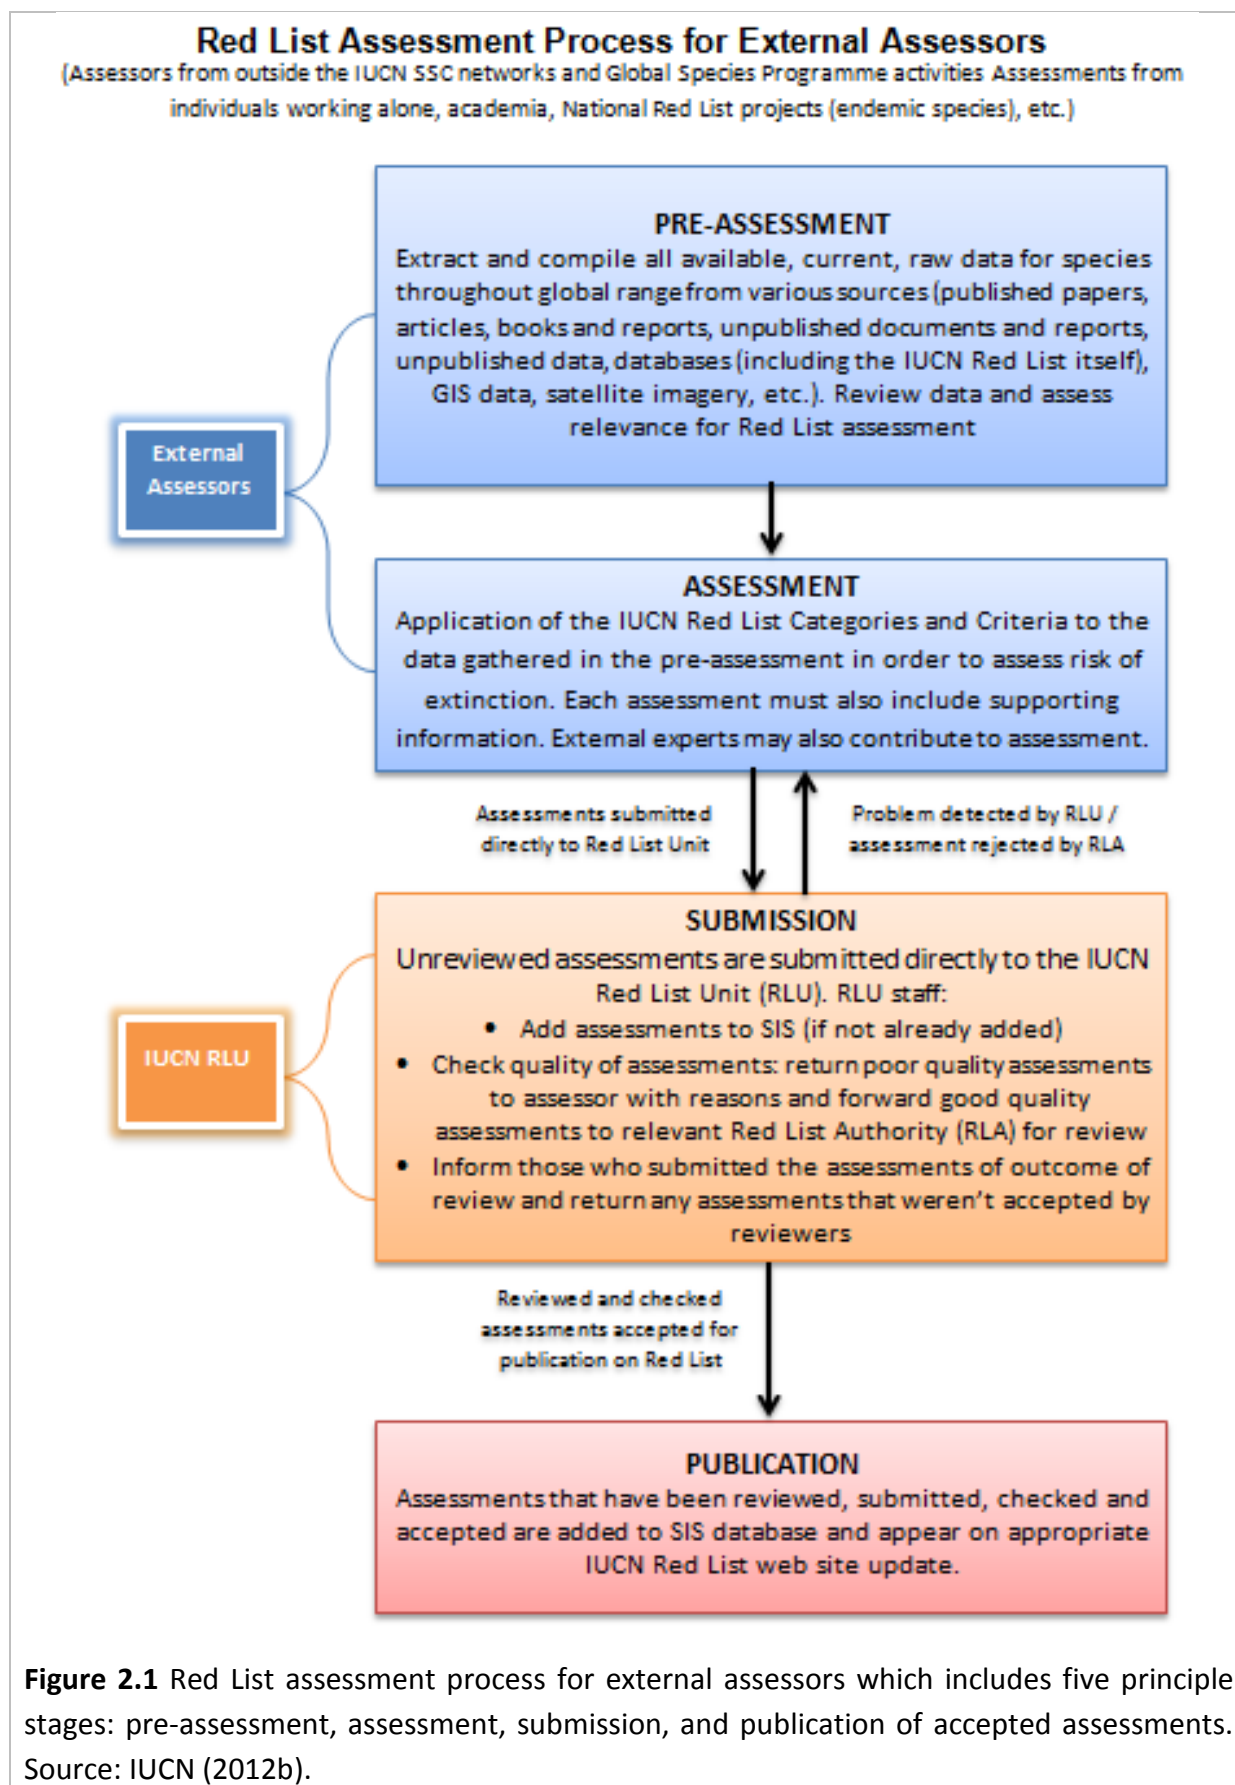 Red List Assessment Process for External Assessors
(Assessors from outside the IUCN SSC networks and Global Species Programme activities Assessments from
individuals working alone, academia, National Red List projects (endemic species), etc.)
PRE-ASSESSMENT
Extract and compile all available, current, raw data for species
throughout global range from various sources (published papers,
articles, books and reports, unpublished documents and reports,
unpublished data, databases (including the IUCN Red List itself),
GIS data, satellite imagery, etc.). Review data and assess
relevance for Red List assessment
External
Assessors
ASSESSMENT
Application of the IUCN Red List Categories and Criteria to the
data gathered in the pre-assessment in order to assess risk of
extinction. Each assessment must also include supporting
information. External experts may also contribute to assessment.
Assessments submitted
directly to Red List Unit
Problem detected by RLU /
assessment rejected by RLA
SUBMISSION
Unreviewed assessments are submitted directly to the IUCN
Red List Unit (RLU). RLU staff:
• Add assessments to SIS (if not already added)
• Check quality of assessments: return poor quality assessments
to assessor with reasons and forward good quality
assessments to relevant Red List Authority (RLA) for review
• Inform those who submitted the assessments of outcome of
review and return any assessments that weren't accepted by
reviewers
IUCN RLU
Reviewed and checked
assessments accepted for
publication on Red List
PUBLICATION
Assessments that have been reviewed, submitted, checked and
accepted are added to SIS database and appear on appropriate
IUCN Red List web site update.
Figure 2.1 Red List assessment process for external assessors which includes five principle
stages: pre-assessment, assessment, submission, and publication of accepted assessments.
Source: IUCN (2012b).